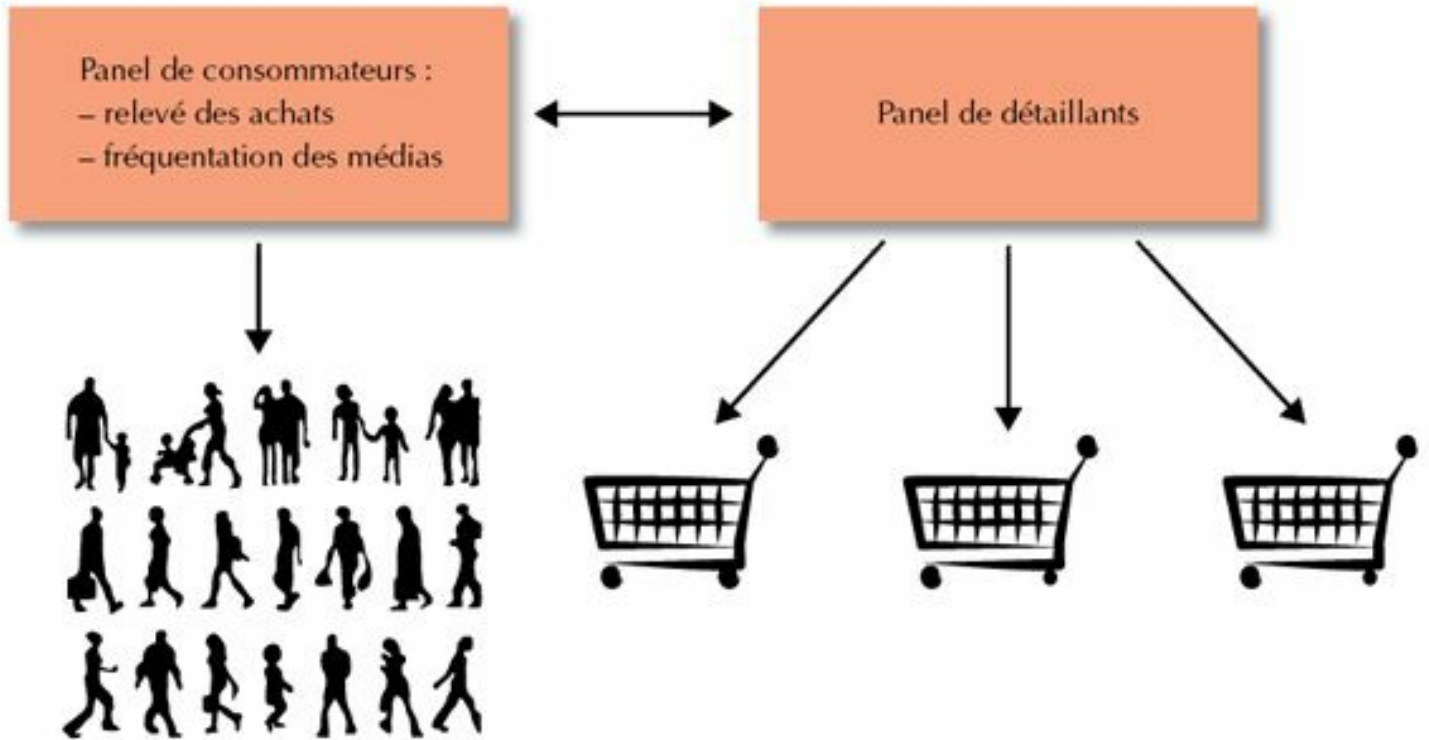 Panel de consommateurs :
– relevé des achats
– fréquentation des médias
Panel de détaillants